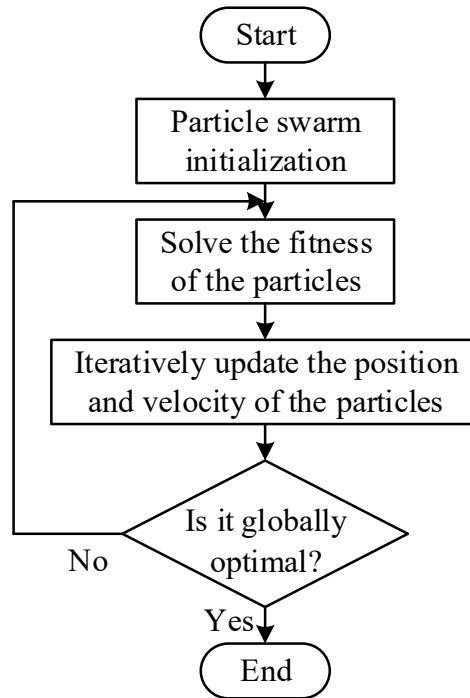 Start
Particle swarm
initialization
Solve the fitness
of the particles
Iteratively update the position
and velocity of the particles
Is it globally
optimal?
No
Yes
End